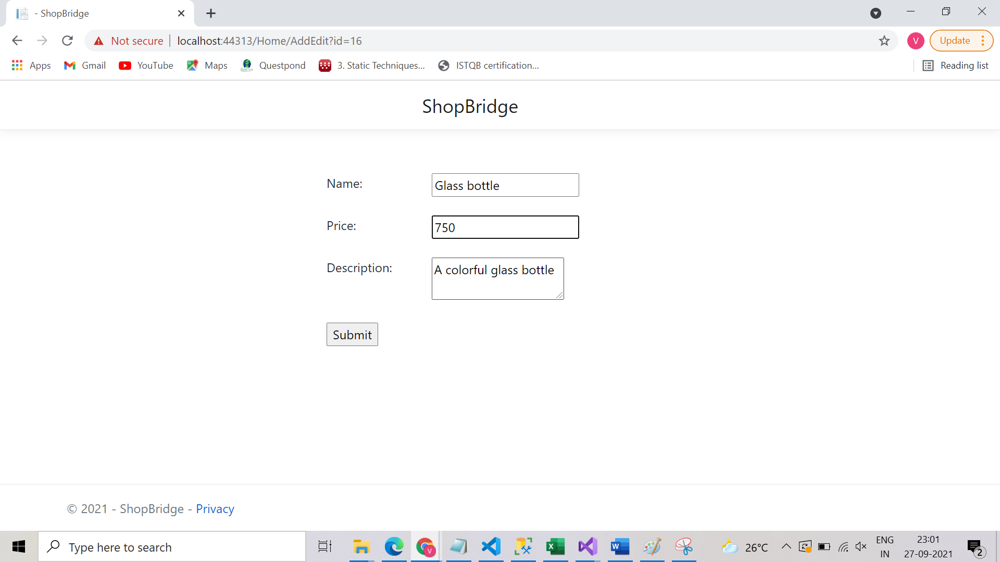 - ShopBridge
Not secure localhost:44313/Home/AddEdit?id=16
V
Update
Apps Gmail YouTube Maps Questpond 3. Static Techniques... ISTQB certification... Reading list
ShopBridge
Name: Glass bottle
Price: 750
Description: A colorful glass bottle
Submit
© 2021 - ShopBridge - Privacy
Type here to search
V
26°C
ENG
IN
23:01
27-09-2021
2